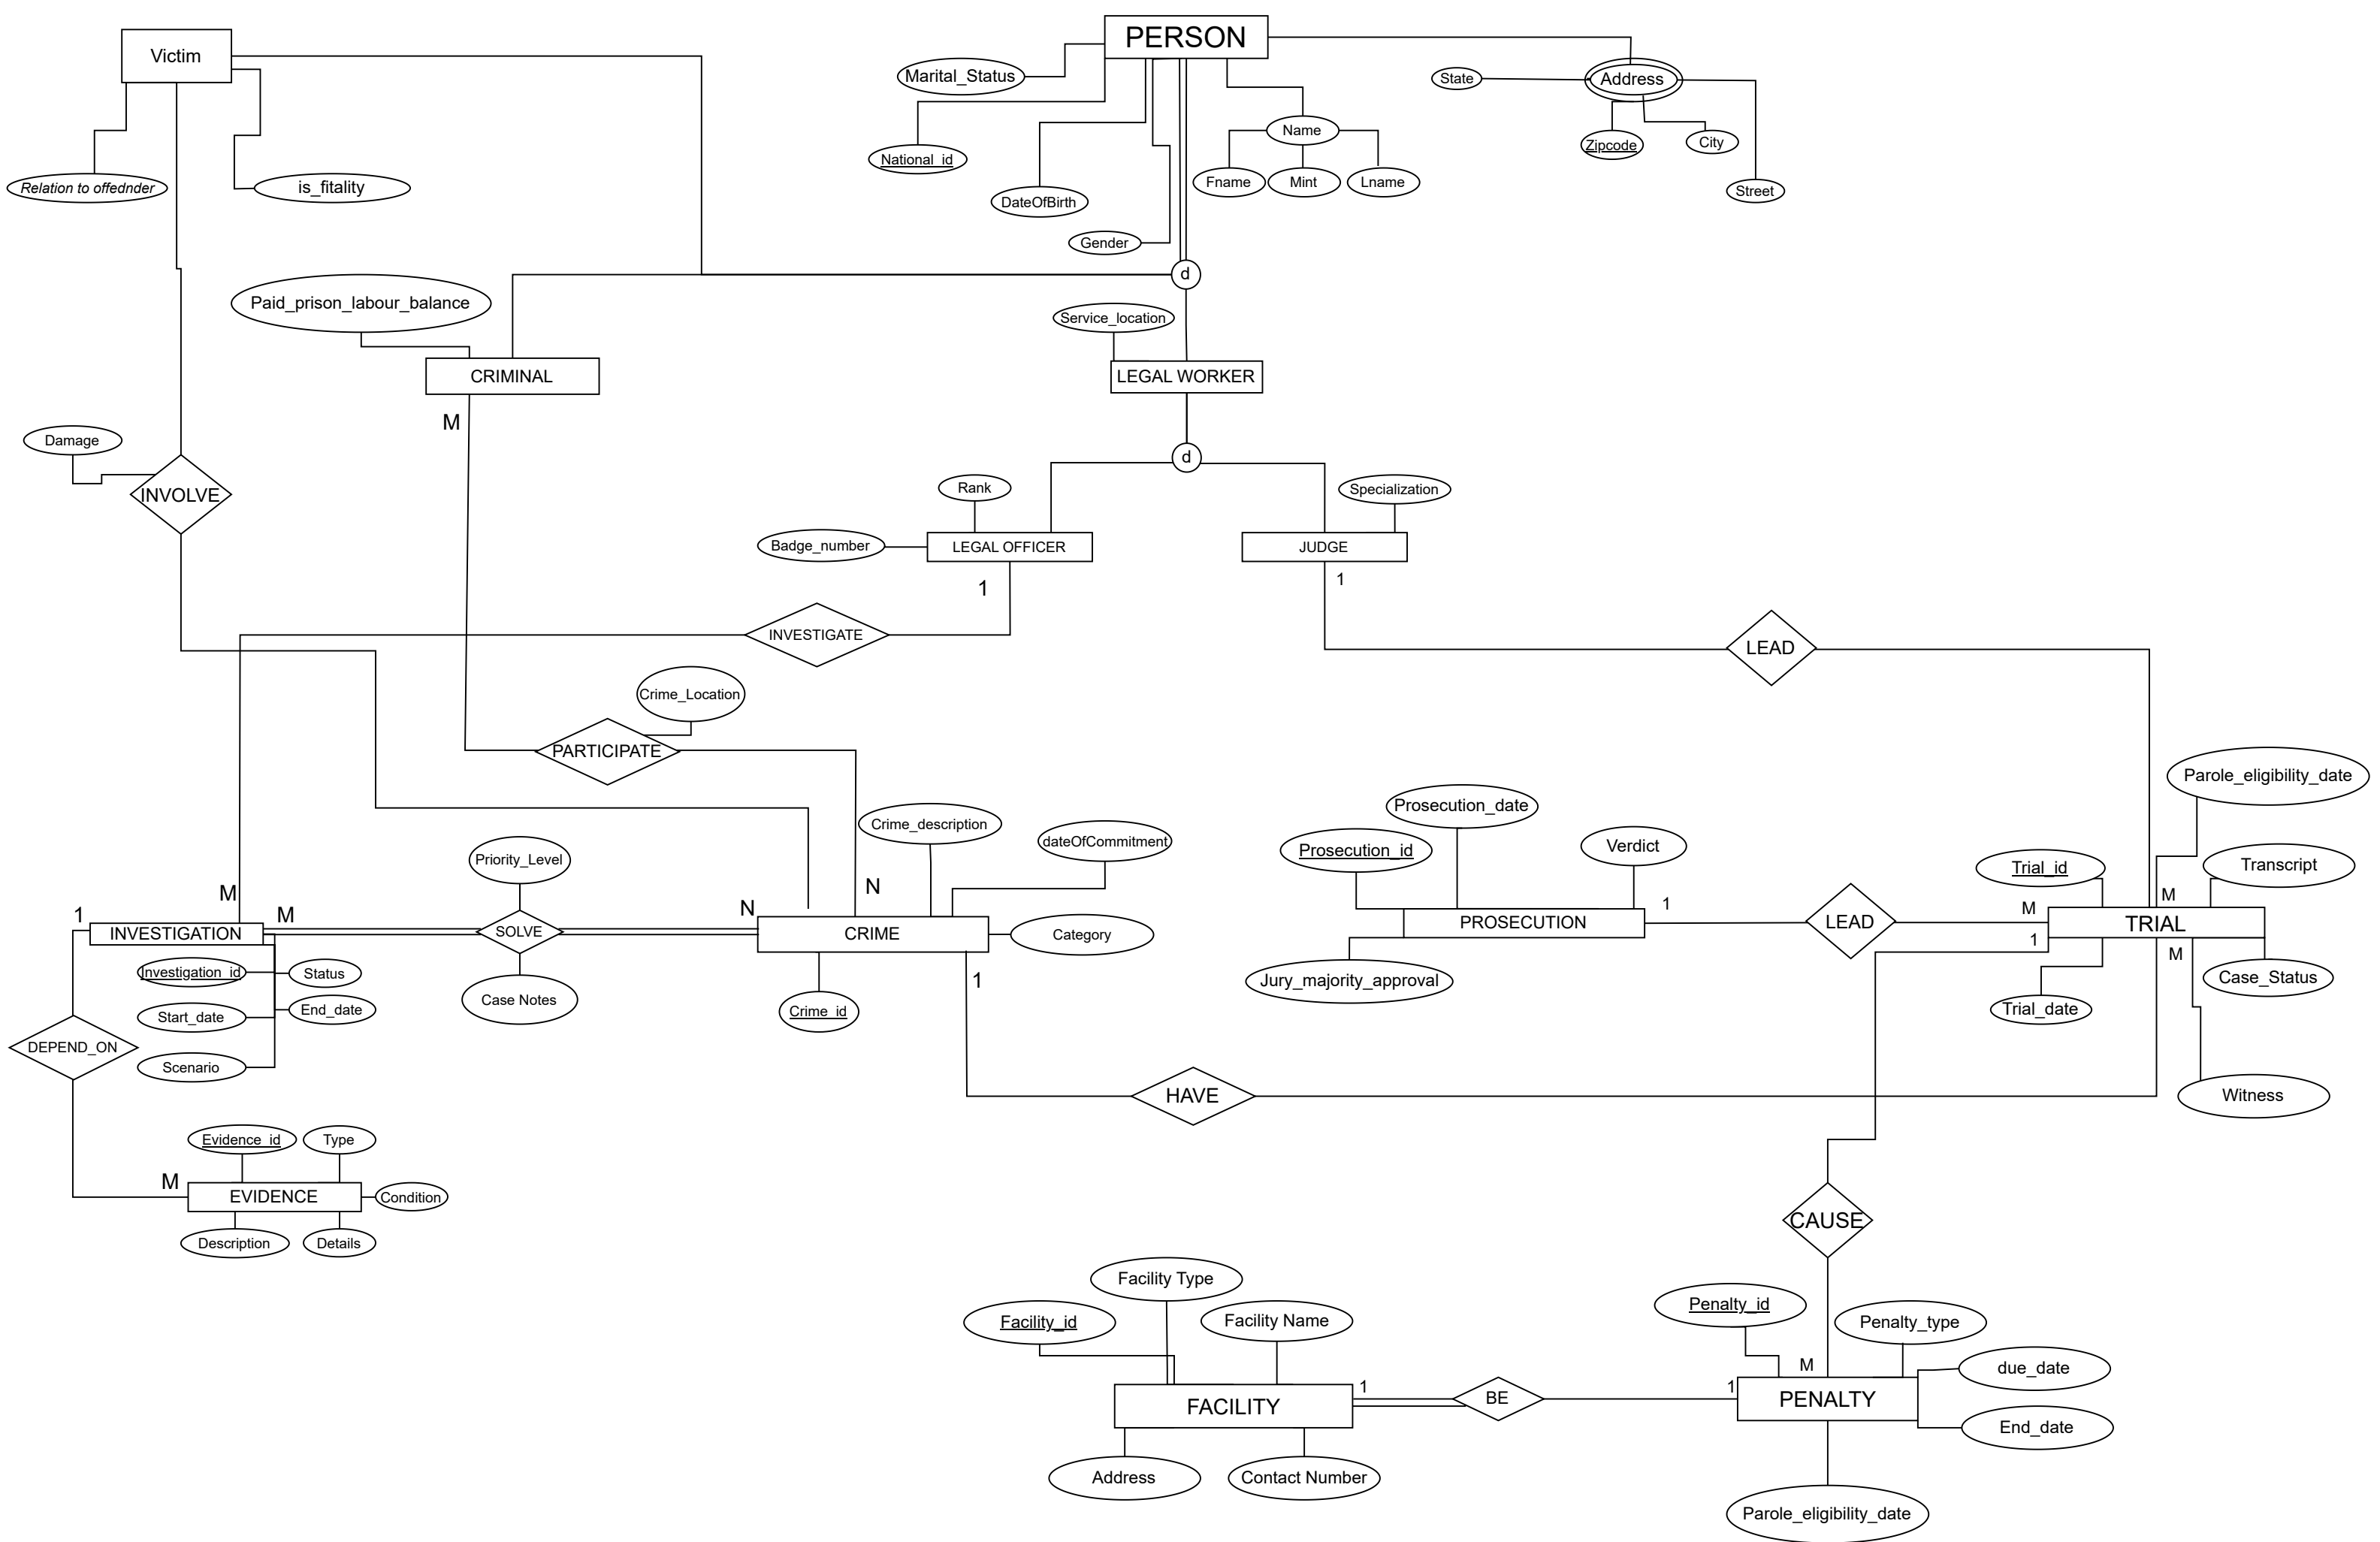 PERSON
Victim
Marital_Status
State
Address
Name
Zipcode
City
National_id
Fname
Mint
Lname
Relation to offednder
is_fitality
Street
DateOfBirth
Gender
d
Paid_prison_labour_balance
Service_location
CRIMINAL
LEGAL WORKER
M
Damage
d
Rank
Specialization
INVOLVE
Badge_number
LEGAL OFFICER
JUDGE
1
1
INVESTIGATE
LEAD
Crime_Location
PARTICIPATE
Parole_eligibility_date
Prosecution_date
Crime_description
dateOfCommitment
Prosecution_id
Verdict
Priority_Level
Trial_id
Transcript
M
N
M
1
M
N
1
M
INVESTIGATION
SOLVE
CRIME
Category
PROSECUTION
LEAD
TRIAL
1
M
Investigation_id
Status
1
Jury_majority_approval
Case_Status
Case Notes
Start_date
End_date
Crime_id
Trial_date
DEPEND_ON
Scenario
HAVE
Witness
Evidence_id
Type
M
EVIDENCE
Condition
CAUSE
Description
Details
Facility Type
Penalty_id
Facility_id
Facility Name
Penalty_type
M
due_date
1
1
FACILITY
BE
PENALTY
End_date
Address
Contact Number
Parole_eligibility_date